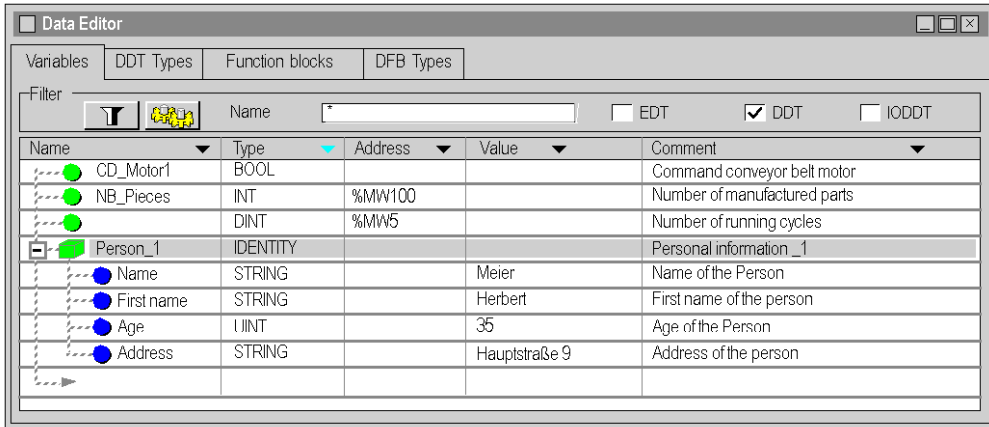 Data Editor
Variables DDT Types Function blocks DFB Types
Filter
Name * EDT DDT IODDT
Name Type Address Value Comment
CD_Motor1 BOOL Command conveyor belt motor
NB_Pieces INT %MW100 Number of manufactured parts
DINT %MW5 Number of running cycles
Person_1 IDENTITY Personal information _1
Name STRING Meier Name of the Person
First name STRING Herbert First name of the person
Age UINT 35 Age of the Person
Address STRING Hauptstraße 9 Address of the person